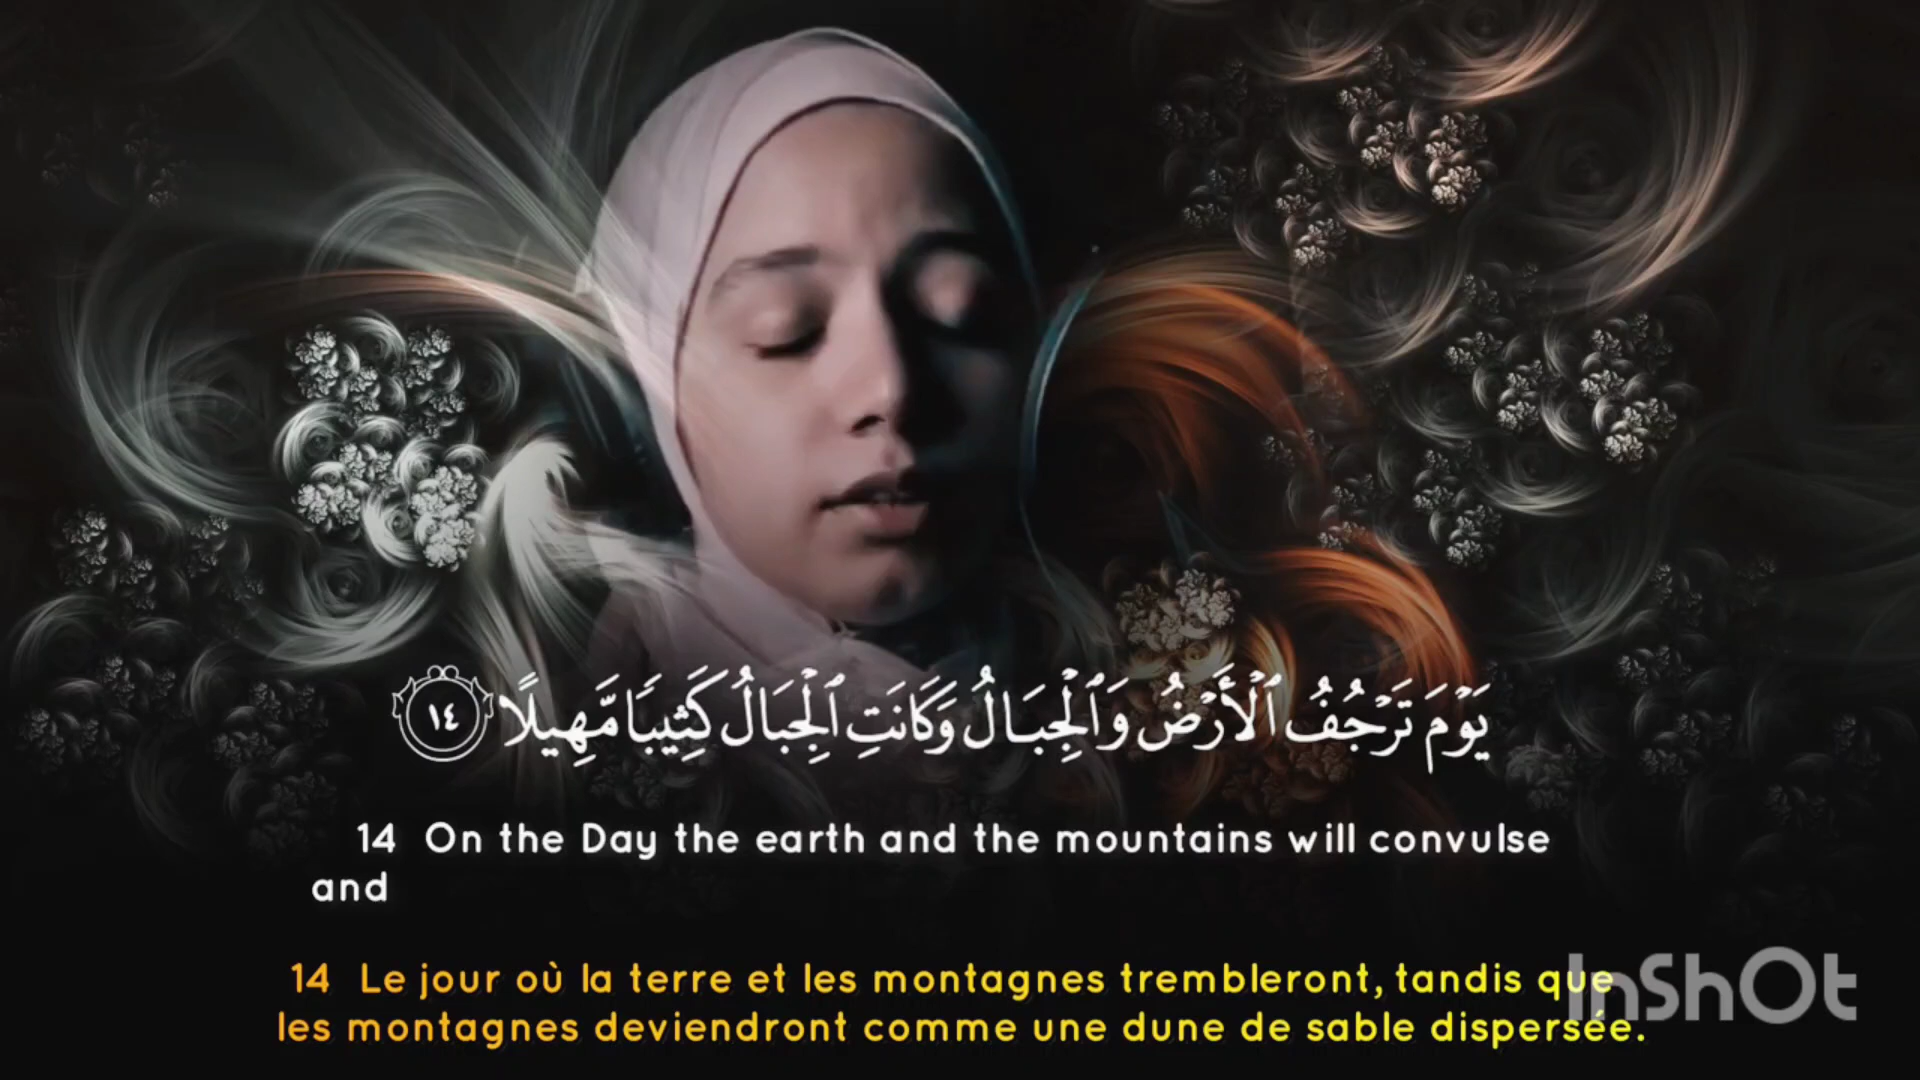 يَوْمَ تَرْجُفُ ٱلْأَرْضُ وَٱلْجِبَالُ وَكَانَتِ ٱلْجِبَالُ كَثِيبًا مَّهِيلًا ١٤
14 On the Day the earth and the mountains will convulse
and
14 Le jour où la terre et les montagnes trembleront, tandis que
les montagnes deviendront comme une dune de sable dispersée.
InShOt